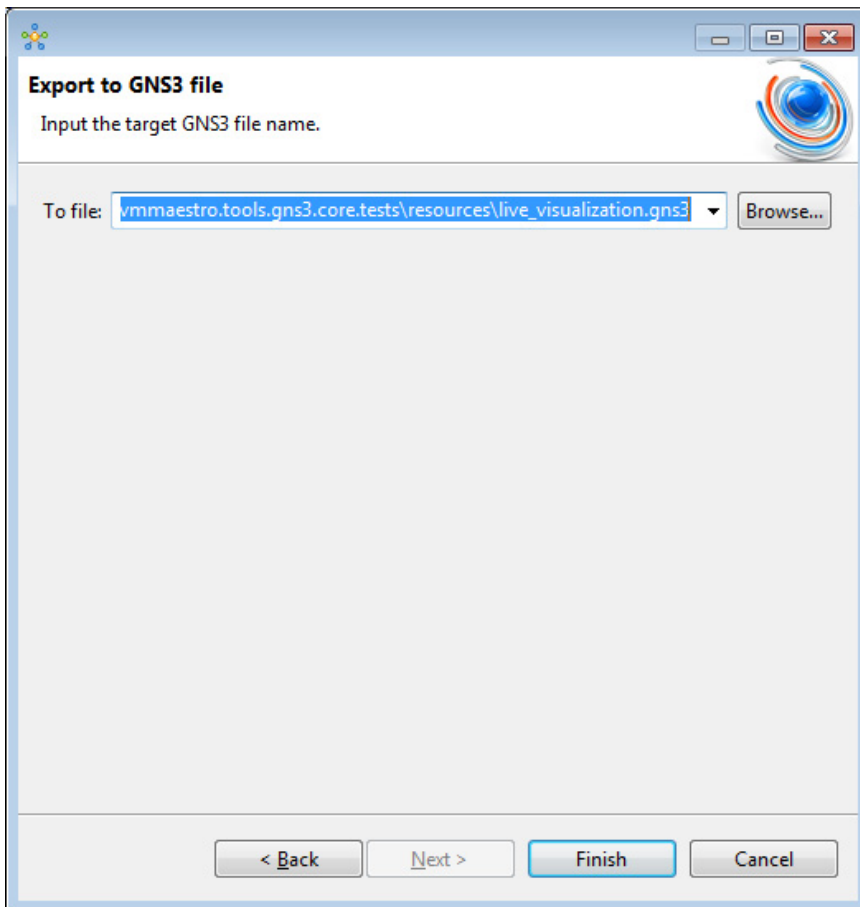 Export to GNS3 file
Input the target GNS3 file name.
To file: vmmaestro.tools.gns3.core.tests\resources\live_visualization.gns3 Browse...
< Back Next > Finish Cancel